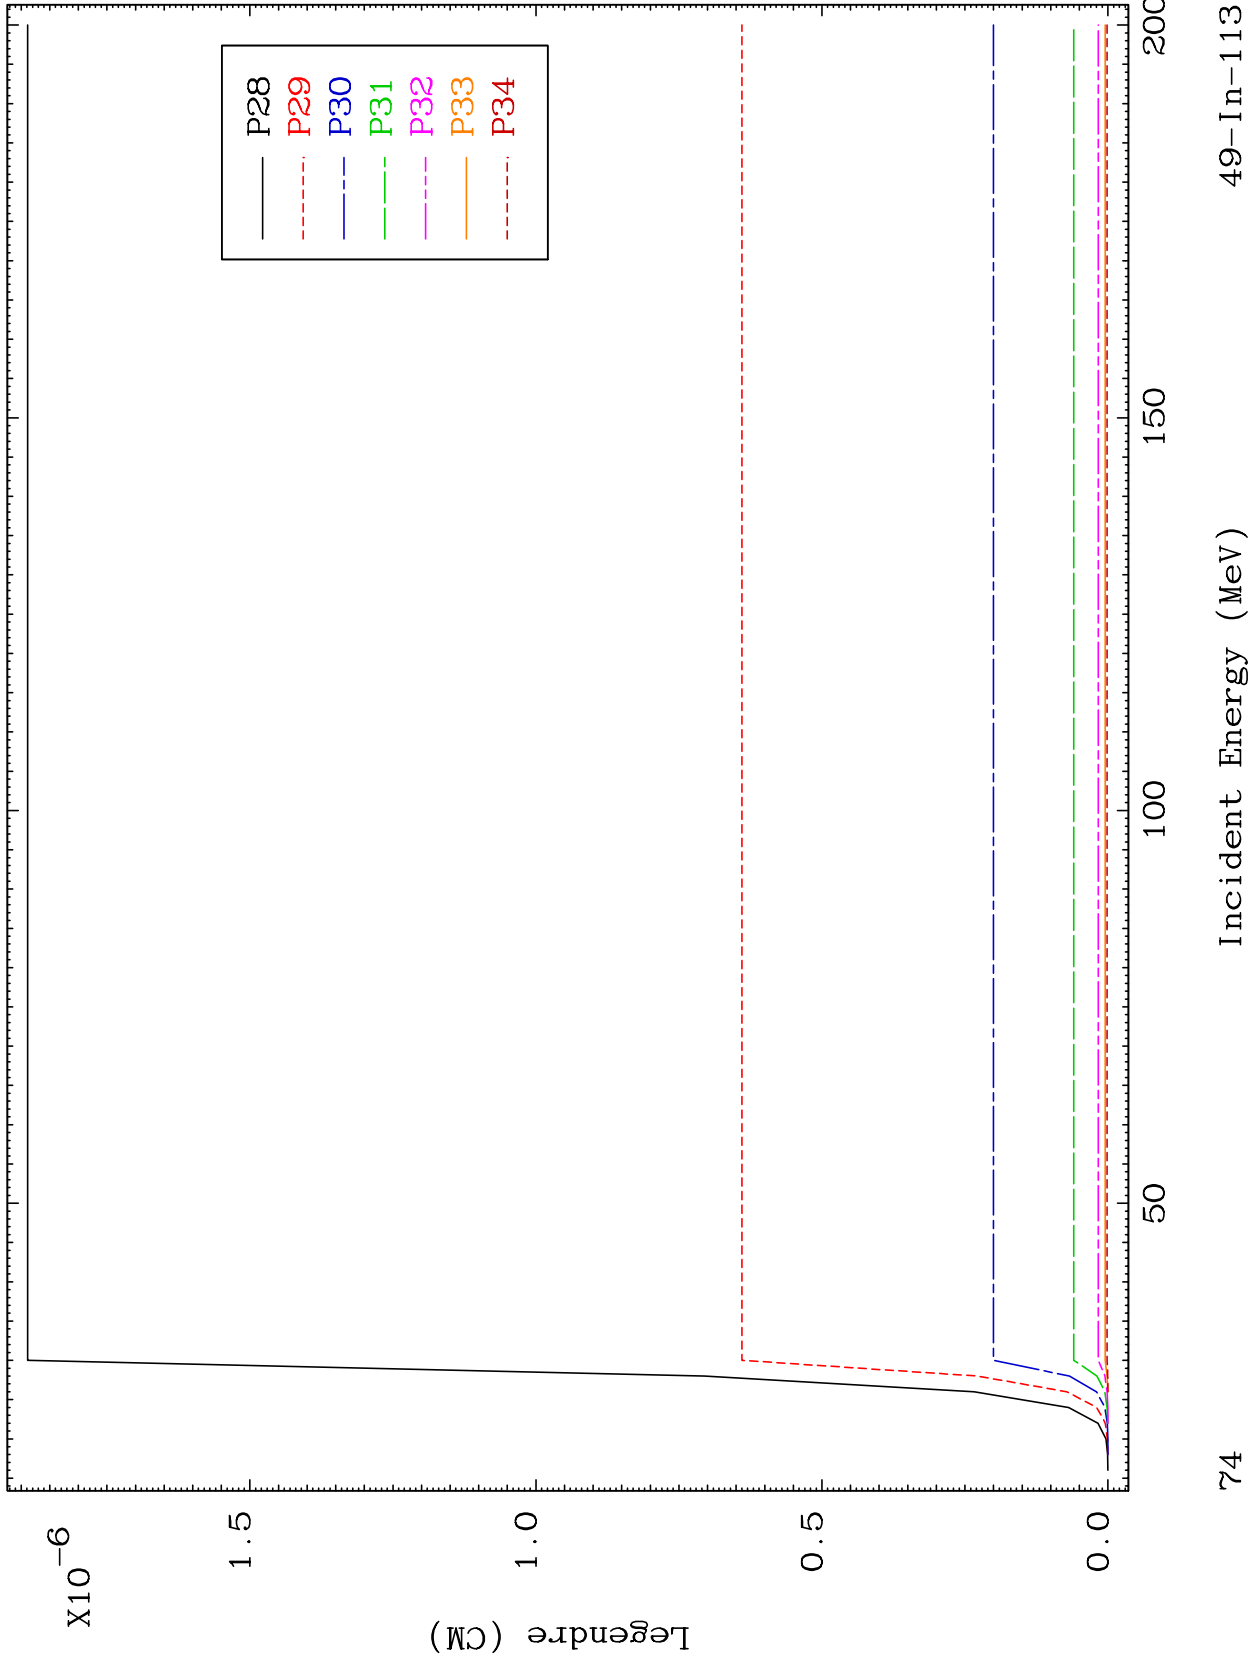 X10-6
1.5
1.0
0.5
0.0
Legendre (CM)
P28
P29
P30
P31
P32
P33
P34
50
100
150
200
Incident Energy (MeV)
74
49-In-113